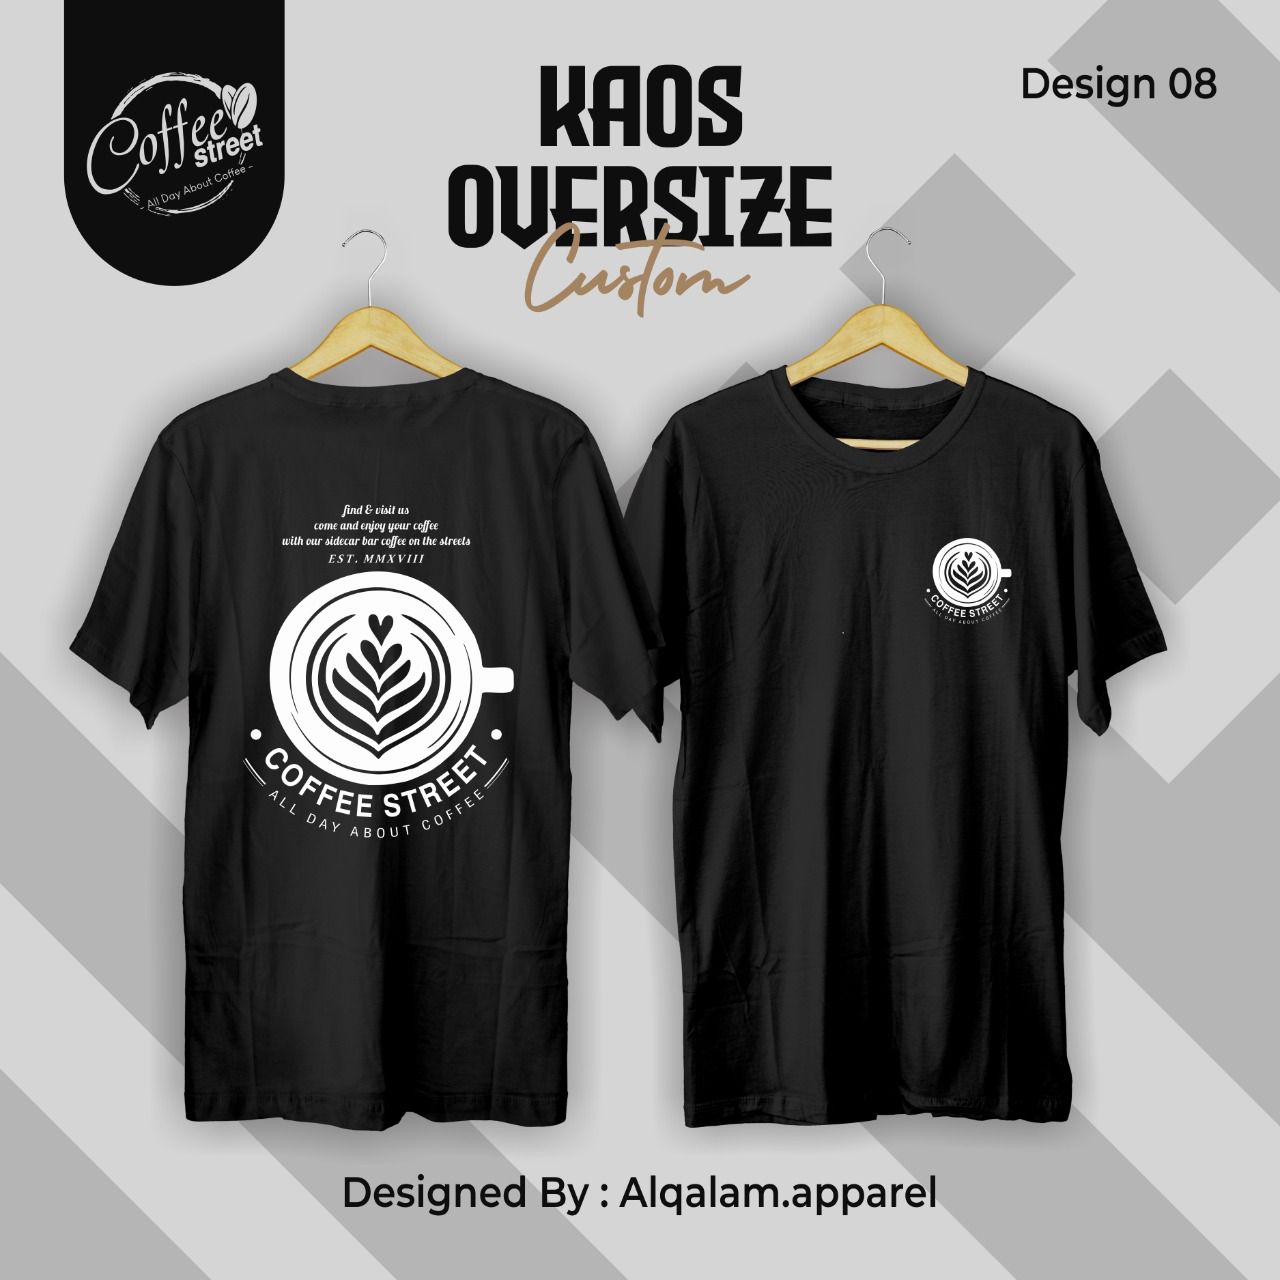 Coffee
street
- All Day About Coffee -
KAOS
OVERSIZE
Custom
Design 08
find & visit us
come and enjoy your coffee
with our sidecar bar coffee on the streets
EST. MMXVIII
• COFFEE STREET •
ALL DAY ABOUT COFFEE
• COFFEE STREET •
ALL DAY ABOUT COFFEE
Designed By : Alqalam.apparel